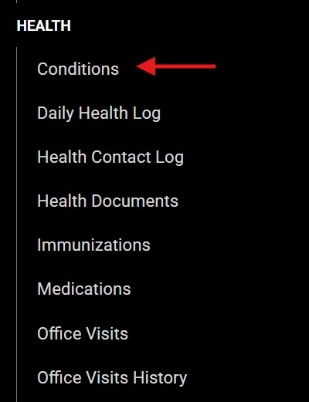 HEALTH
Conditions
Daily Health Log
Health Contact Log
Health Documents
Immunizations
Medications
Office Visits
Office Visits History